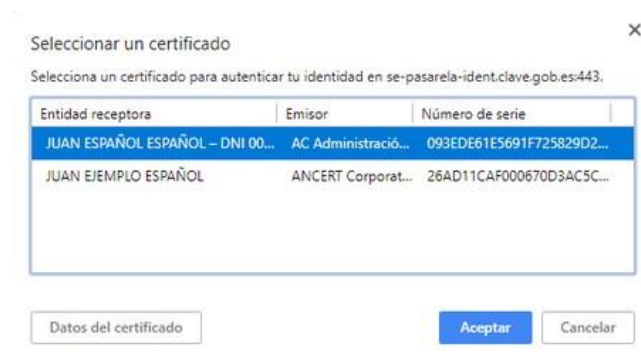 Seleccionar un certificado
Selecciona un certificado para autenticar tu identidad en se-pasarela-ident.clave.gob.es:443.
Entidad receptora Emisor Número de serie
JUAN ESPAÑOL ESPAÑOL – DNI 00... AC Administració... 093EDE61E5691F725829D2...
JUAN EJEMPLO ESPAÑOL ANCERT Corporat... 26AD11CAF000670D3AC5C...
Datos del certificado Aceptar Cancelar